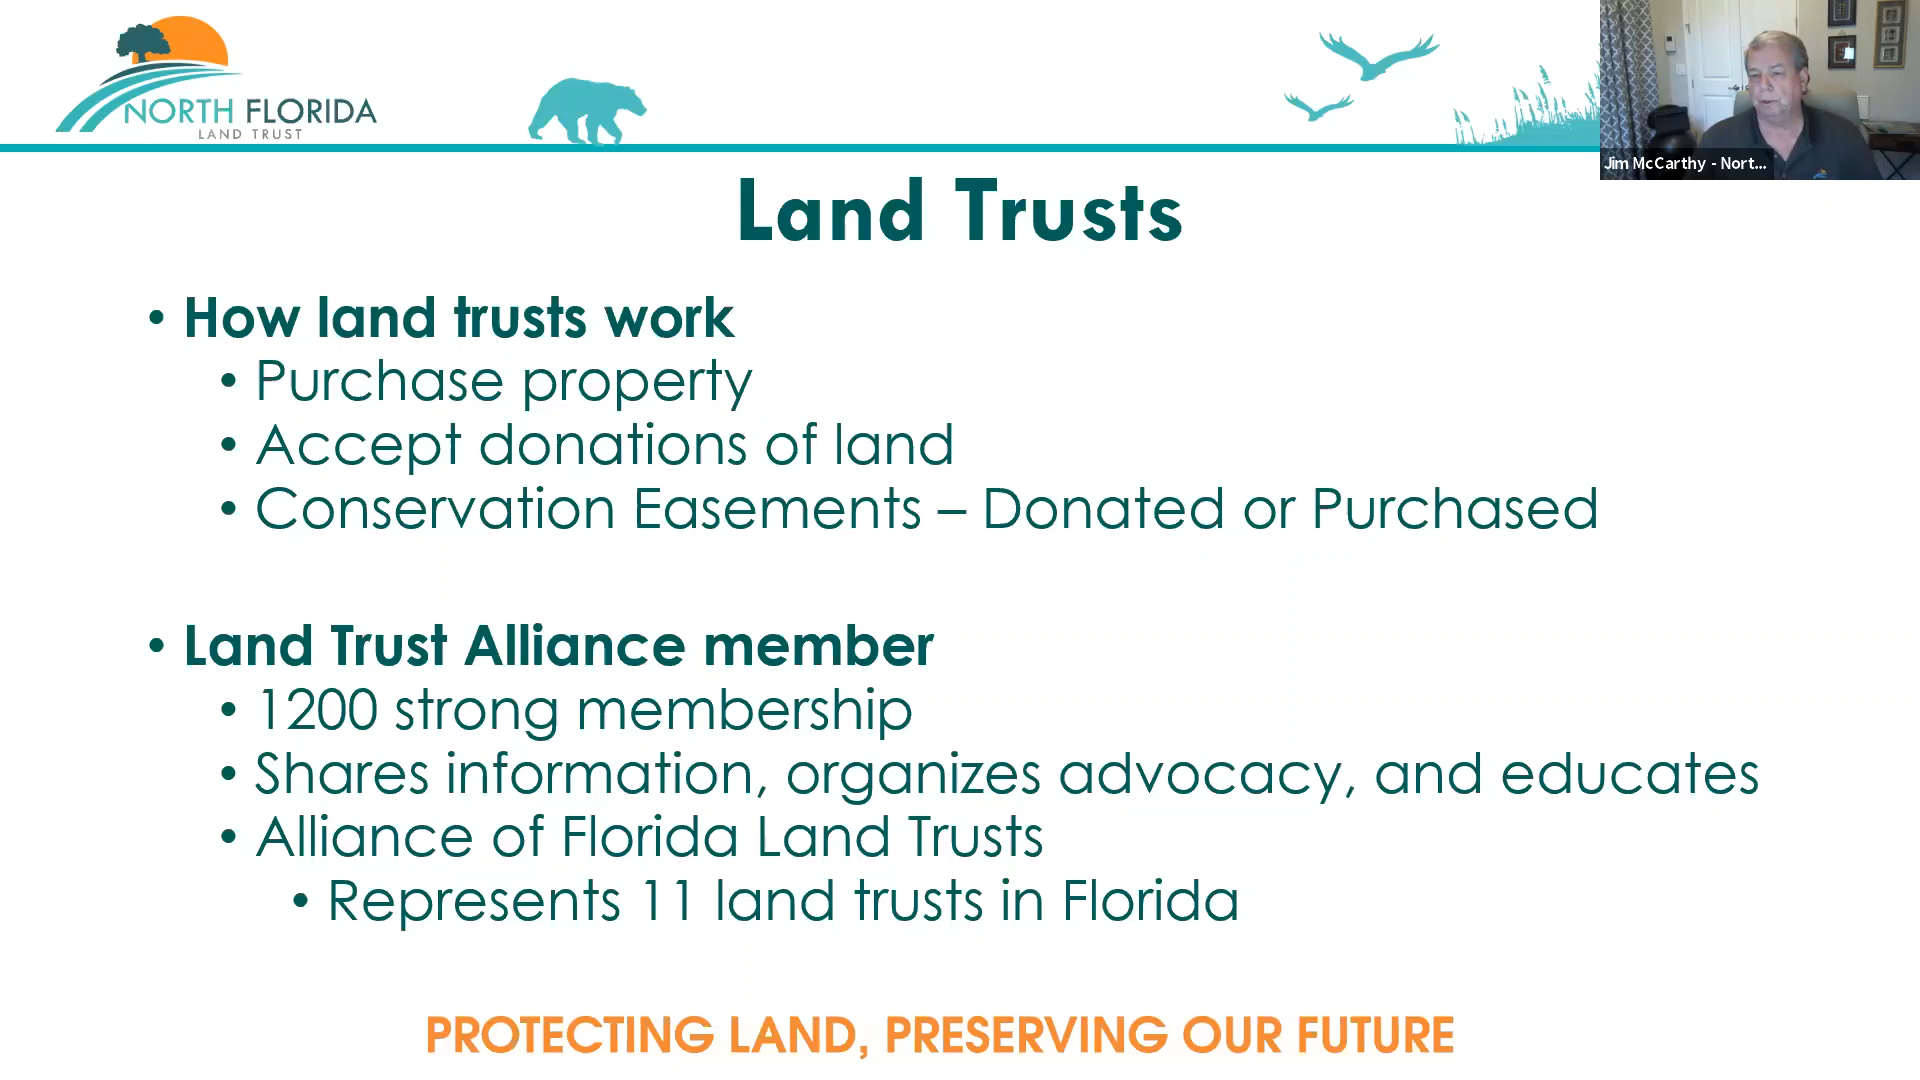 NORTH FLORIDA
LAND TRUST
Jim McCarthy - Nort...
Land Trusts
• How land trusts work
• Purchase property
• Accept donations of land
• Conservation Easements – Donated or Purchased
• Land Trust Alliance member
• 1200 strong membership
• Shares information, organizes advocacy, and educates
• Alliance of Florida Land Trusts
• Represents 11 land trusts in Florida
PROTECTING LAND, PRESERVING OUR FUTURE